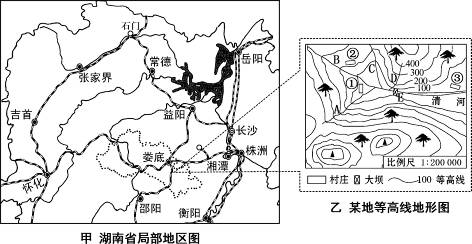 石门
岳阳
常德
张家界
益阳
吉首
长沙
湘潭
株洲
娄底
怀化
邵阳
衡阳
甲 湖南省局部地区图
B
②
C
D
400
300
200
100
①
③
E
A
清河
比例尺 1:200 000
村庄
大坝
100 等高线
乙 某地等高线地形图